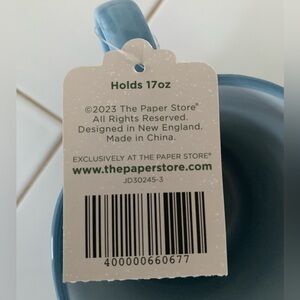 Holds 17oz
©2023 The Paper Store®
All Rights Reserved.
Designed in New England.
Made in China.
EXCLUSIVELY AT THE PAPER STORE®
www.thepaperstore.com
JD30245-3
400000660677